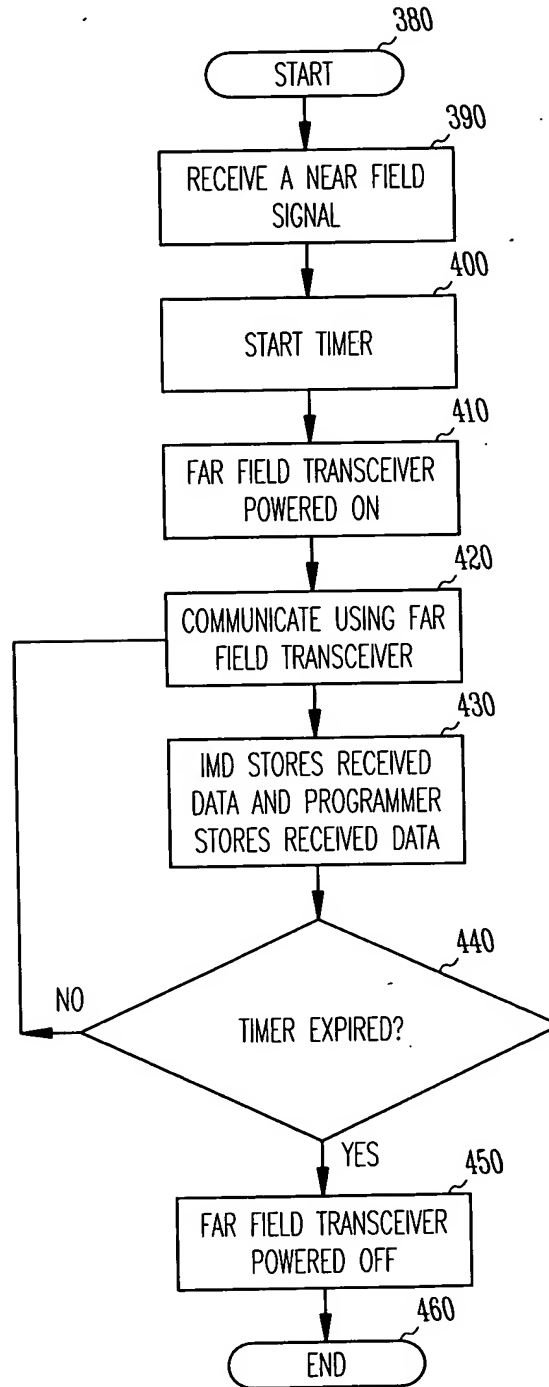 380
START
390
RECEIVE A NEAR FIELD
SIGNAL
400
START TIMER
410
FAR FIELD TRANSCEIVER
POWERED ON
420
COMMUNICATE USING FAR
FIELD TRANSCEIVER
430
IMD STORES RECEIVED
DATA AND PROGRAMMER
STORES RECEIVED DATA
440
NO
TIMER EXPIRED?
YES
450
FAR FIELD TRANSCEIVER
POWERED OFF
460
END